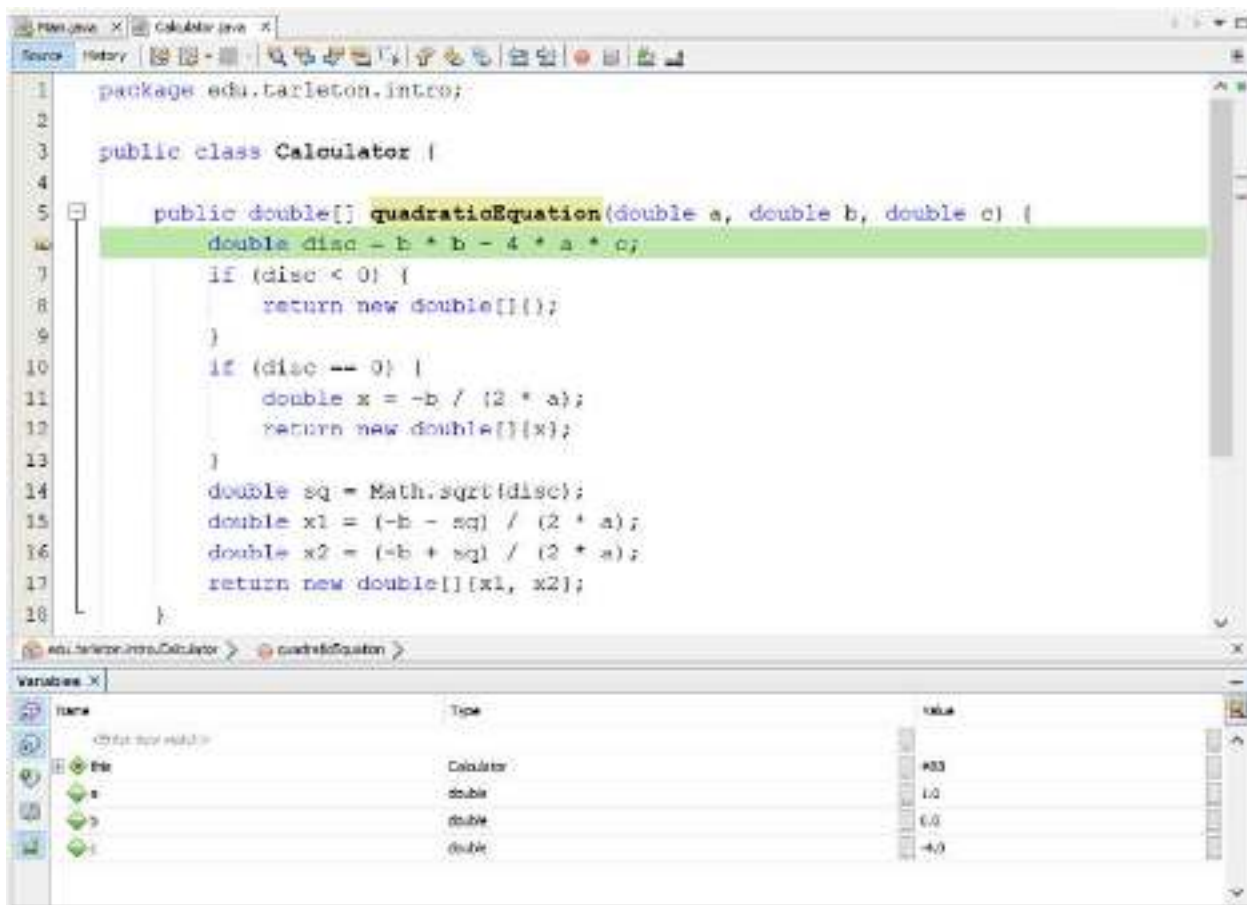 Main.java
Calculator.java
Source History
1 package edu.tarleton.intro;
2
3 public class Calculator {
4
5 public double[] quadraticEquation(double a, double b, double c) {
double disc = b * b - 4 * a * c;
7 if (disc < 0) {
8 return new double[]{};
9 }
10 if (disc == 0) {
11 double x = -b / (2 * a);
12 return new double[]{x};
13 }
14 double sq = Math.sqrt(disc);
15 double x1 = (-b - sq) / (2 * a);
16 double x2 = (-b + sq) / (2 * a);
17 return new double[]{x1, x2};
18 }
edu.tarleton.intro.Calculator quadraticEquation
Variables
Name Type Value
<Enter new watch>
this Calculator
a double 1.0
b double 0.0
c double -4.0